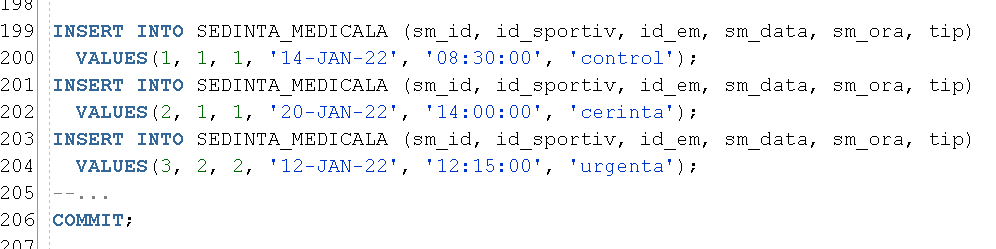 198
199 INSERT INTO SEDINTA_MEDICALA (sm_id, id_sportiv, id_em, sm_data, sm_ora, tip)
200   VALUES(1, 1, 1, '14-JAN-22', '08:30:00', 'control');
201 INSERT INTO SEDINTA_MEDICALA (sm_id, id_sportiv, id_em, sm_data, sm_ora, tip)
202   VALUES(2, 1, 1, '20-JAN-22', '14:00:00', 'cerinta');
203 INSERT INTO SEDINTA_MEDICALA (sm_id, id_sportiv, id_em, sm_data, sm_ora, tip)
204   VALUES(3, 2, 2, '12-JAN-22', '12:15:00', 'urgenta');
205 --...
206 COMMIT;
207